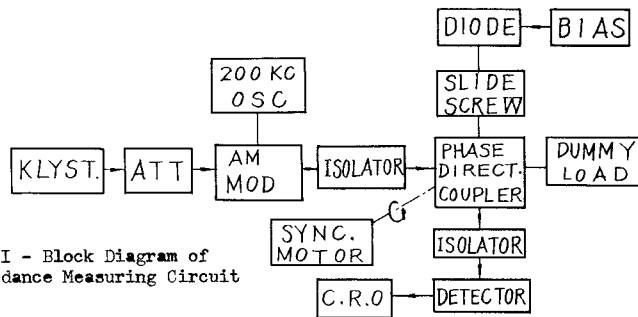 DIODE
BIAS
200 KC
OSC
SLIDE
SCREW
KLYST.
ATT
AM
MOD
ISOLATOR
PHASE
DIRECT.
COUPLER
DUMMY
LOAD
SYNC.
MOTOR
ISOLATOR
I - Block Diagram of
dance Measuring Circuit
C.R.O
DETECTOR